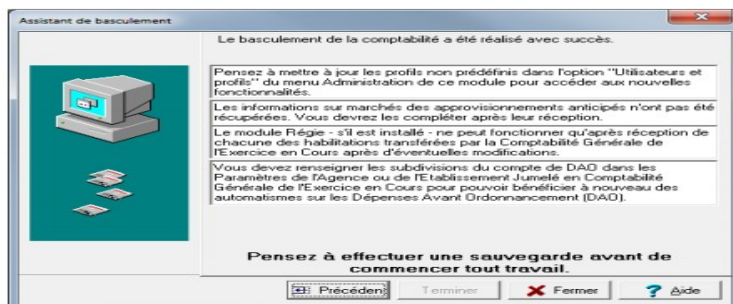 Assistant de basculement
Le basculement de la comptabilité a été réalisé avec succès.
Pensez à mettre à jour les profils non prédéfinis dans l'option "Utilisateurs et
profils" du menu Administration de ce module pour accéder aux nouvelles
fonctionnalités.
Les informations sur marchés des approvisionnements anticipés n'ont pas été
récupérées. Vous devrez les compléter après leur réception.
Le module Régie - s'il est installé - ne peut fonctionner qu'après réception de
chacune des habilitations transférées par la Comptabilité Générale de
l'Exercice en Cours après d'éventuelles modifications.
Vous devez renseigner les subdivisions du compte de DAO dans les
Paramètres de l'Agence ou de l'Etablissement Jumelé en Comptabilité
Générale de l'Exercice en Cours pour pouvoir bénéficier à nouveau des
automatismes sur les Dépenses Avant Ordonnancement (DAO).
Pensez à effectuer une sauvegarde avant de
commencer tout travail.
Précédent Terminer Fermer ? Aide